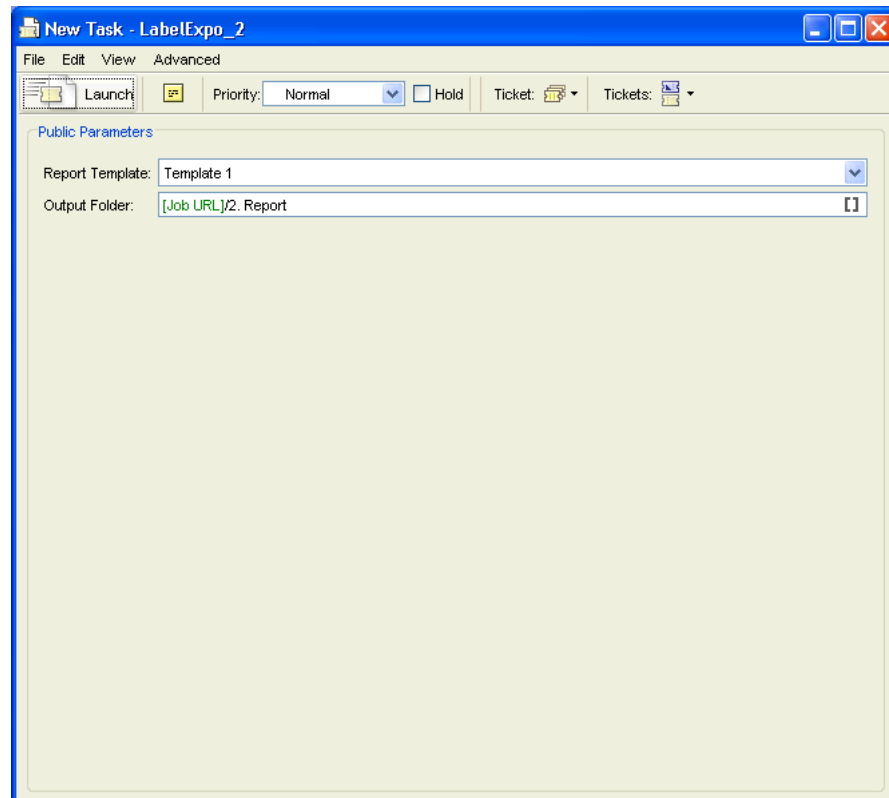 New Task - LabelExpo_2
File Edit View Advanced
Launch Priority: Normal Hold Ticket: Tickets:
Public Parameters
Report Template: Template 1
Output Folder: [Job URL]/2. Report []